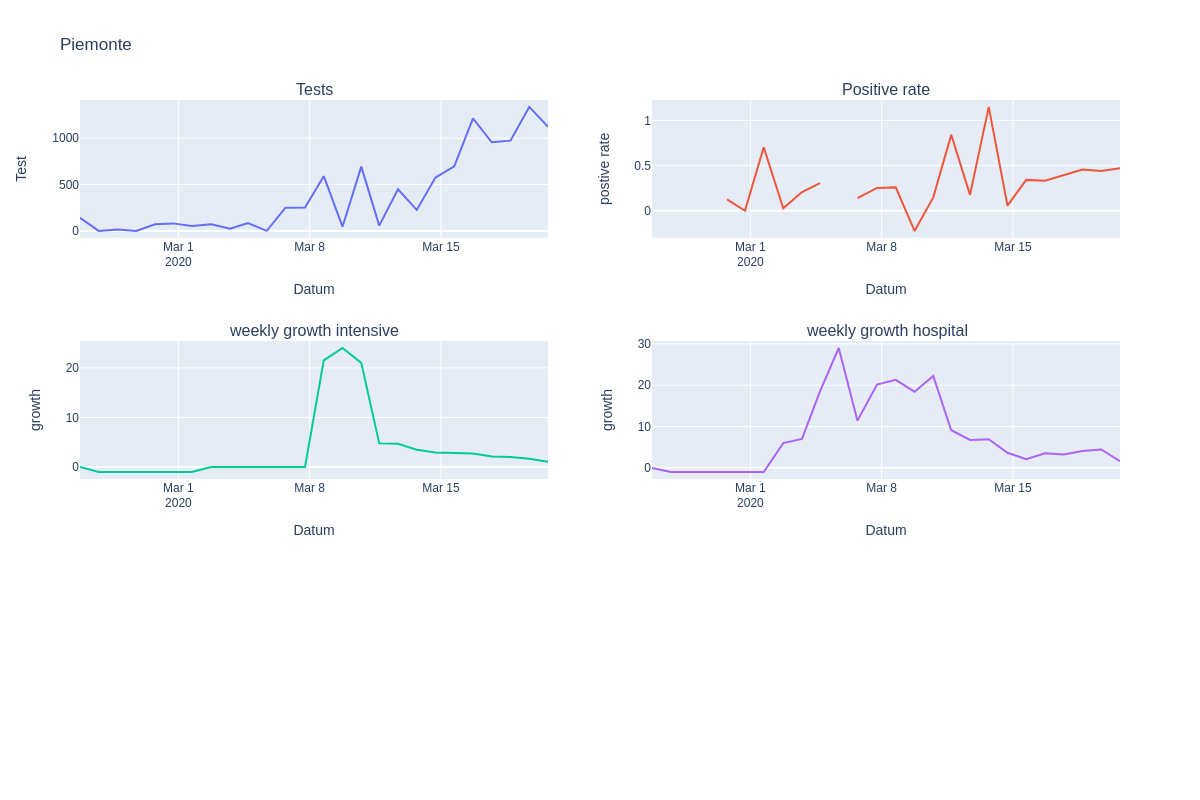 Piemonte
Tests
Test
1000
500
0
Mar 1
2020
Mar 8
Mar 15
Datum
Positive rate
postive rate
1
0.5
0
Mar 1
2020
Mar 8
Mar 15
Datum
weekly growth intensive
growth
20
10
0
Mar 1
2020
Mar 8
Mar 15
Datum
weekly growth hospital
growth
30
20
10
0
Mar 1
2020
Mar 8
Mar 15
Datum